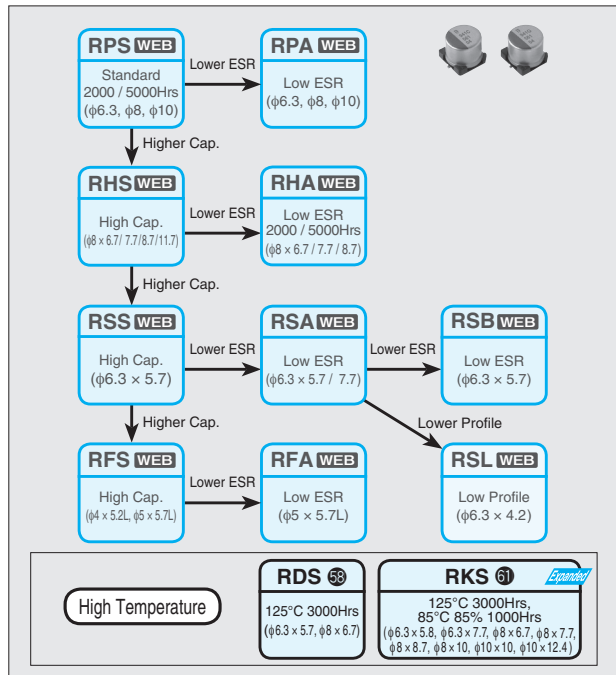 RPS WEB
Standard
2000 / 5000Hrs
(ϕ6.3, ϕ8, ϕ10)
Lower ESR
RPA WEB
Low ESR
(ϕ6.3, ϕ8, ϕ10)
Higher Cap.
RHS WEB
High Cap.
(ϕ8 × 6.7/ 7.7/8.7/11.7)
Lower ESR
RHA WEB
Low ESR
2000 / 5000Hrs
(ϕ8 × 6.7 / 7.7 / 8.7)
Higher Cap.
RSS WEB
High Cap.
(ϕ6.3 × 5.7)
Lower ESR
RSA WEB
Low ESR
(ϕ6.3 × 5.7 / 7.7)
Lower ESR
RSB WEB
Low ESR
(ϕ6.3 × 5.7)
Higher Cap.
Lower Profile
RFS WEB
High Cap.
(ϕ4 × 5.2L, ϕ5 × 5.7L)
Lower ESR
RFA WEB
Low ESR
(ϕ5 × 5.7L)
RSL WEB
Low Profile
(ϕ6.3 × 4.2)
High Temperature
RDS 58
125°C 3000Hrs
(ϕ6.3 × 5.7, ϕ8 × 6.7)
RKS 61 Expanded
125°C 3000Hrs,
85°C 85% 1000Hrs
(ϕ6.3 × 5.8, ϕ6.3 × 7.7, ϕ8 × 6.7, ϕ8 × 7.7,
ϕ8 × 8.7, ϕ8 × 10, ϕ10 × 10, ϕ10 × 12.4)